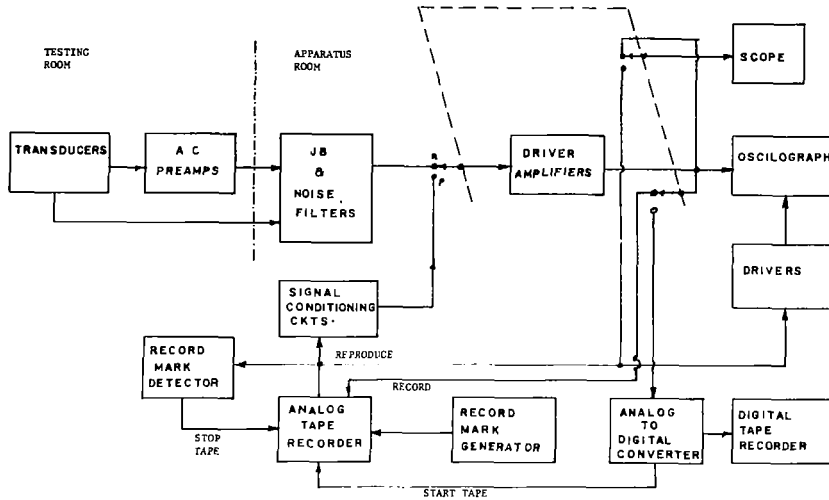 TESTING
ROOM
APPARATUS
ROOM
SCOPE
TRANSDUCERS
A C
PREAMPS
JB
&
NOISE
FILTERS
R
P
DRIVER
AMPLIFIERS
OSCILOGRAPH
DRIVERS
SIGNAL
CONDITIONING
CKTS.
RECORD
MARK
DETECTOR
REPRODUCE
RECORD
STOP
TAPE
ANALOG
TAPE
RECORDER
RECORD
MARK
GENERATOR
ANALOG
TO
DIGITAL
CONVERTER
DIGITAL
TAPE
RECORDER
START TAPE